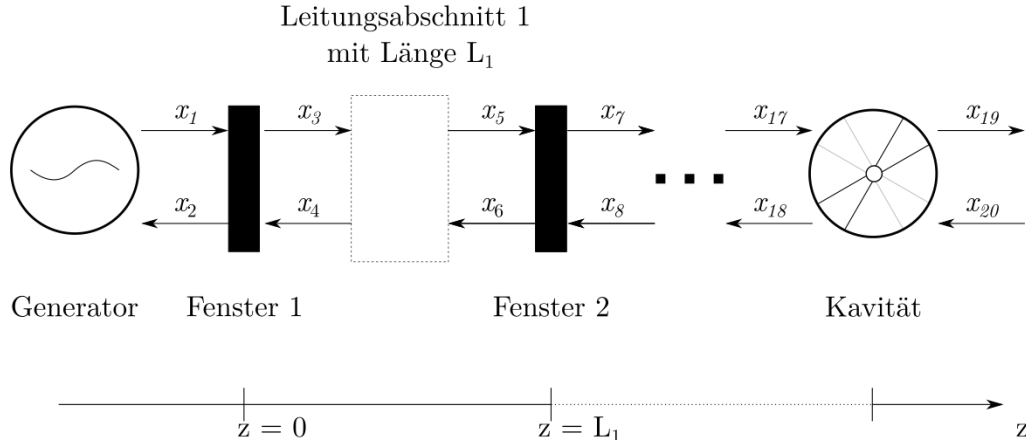 Leitungsabschnitt 1
mit Länge L₁
x₁ x₃ x₅ x₇ x₁₇ x₁₉
x₂ x₄ x₆ x₈ x₁₈ x₂₀
Generator Fenster 1 Fenster 2 Kavität
z = 0 z = L₁ z